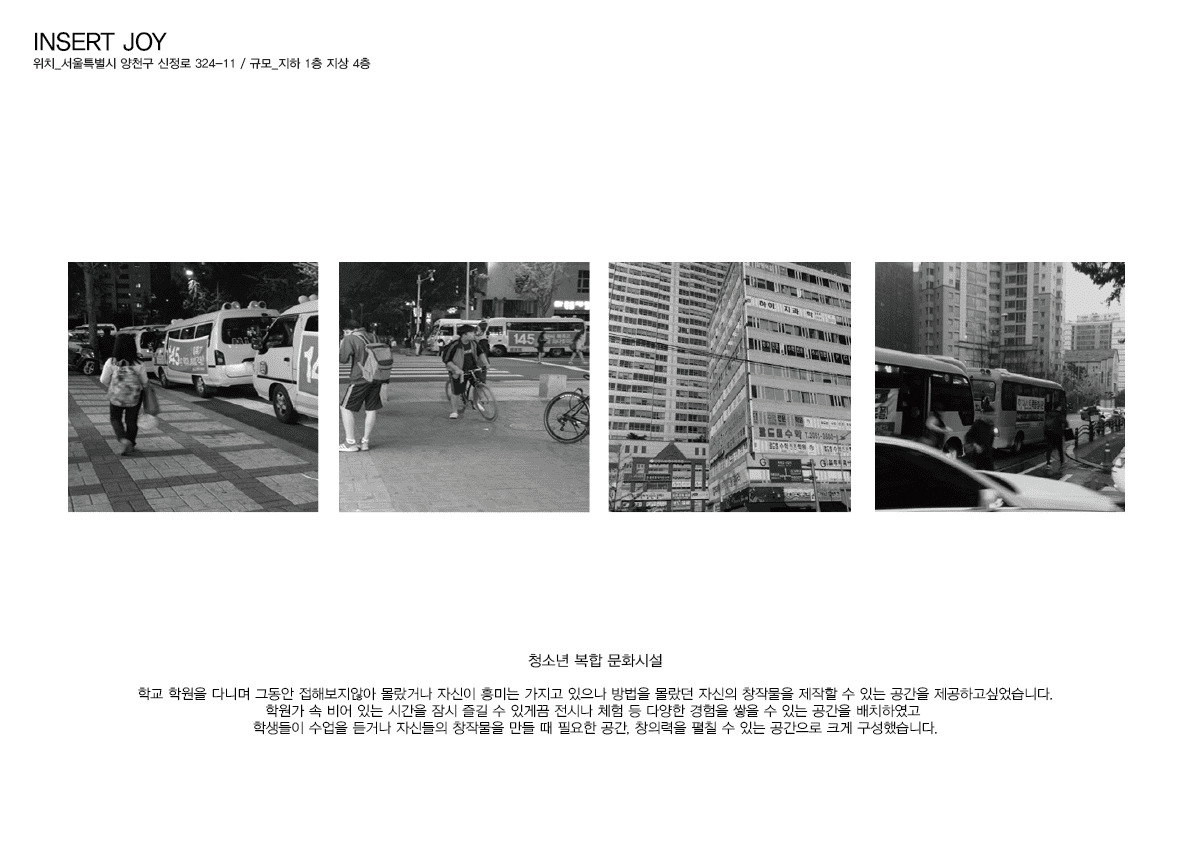 INSERT JOY
위치_서울특별시 양천구 신정로 324-11 / 규모_지하 1층 지상 4층
145
145
14
하이 치과
수학
청소년 복합 문화시설
학교 학원을 다니며 그동안 접해보지않아 몰랐거나 자신이 흥미는 가지고 있으나 방법을 몰랐던 자신의 창작물을 제작할 수 있는 공간을 제공하고싶었습니다.
학원가 속 비어 있는 시간을 잠시 즐길 수 있게끔 전시나 체험 등 다양한 경험을 쌓을 수 있는 공간을 배치하였고
학생들이 수업을 듣거나 자신들의 창작물을 만들 때 필요한 공간, 창의력을 펼칠 수 있는 공간으로 크게 구성했습니다.